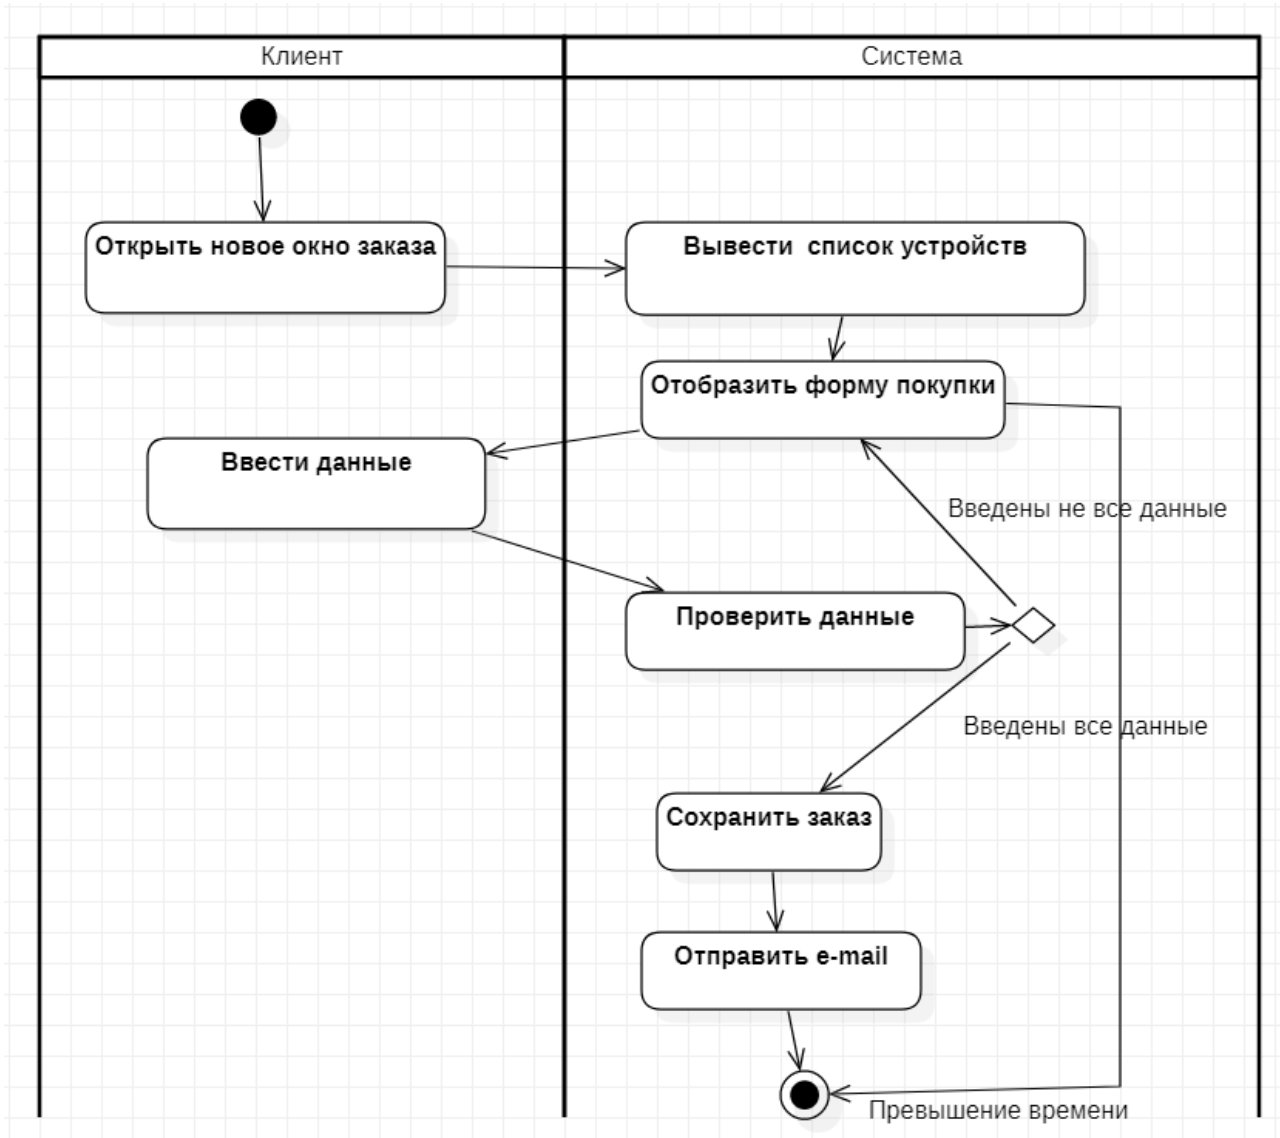 Клиент
Система
Открыть новое окно заказа
Вывести  список устройств
Отобразить форму покупки
Ввести данные
Введены не все данные
Проверить данные
Введены все данные
Сохранить заказ
Отправить e-mail
Превышение времени